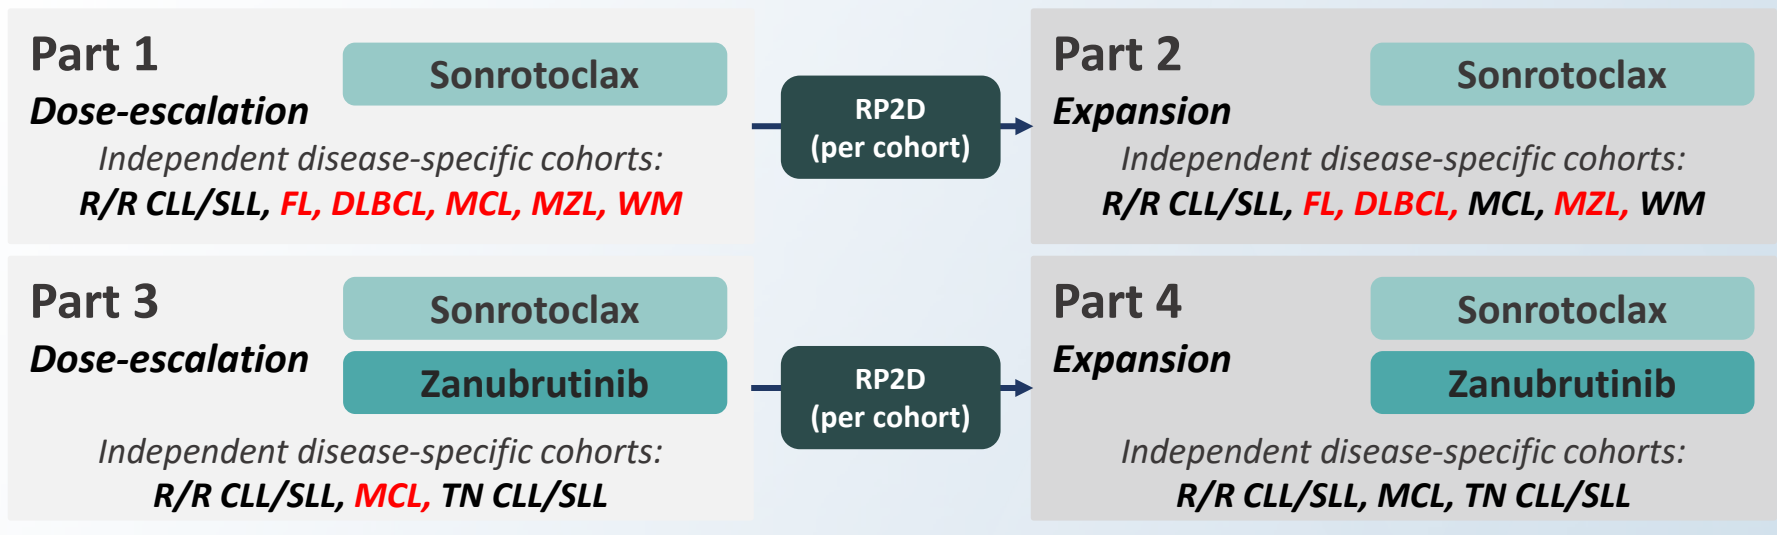 Part 1
Sonrotoclax
Dose-escalation
Independent disease-specific cohorts:
R/R CLL/SLL, FL, DLBCL, MCL, MZL, WM
RP2D
(per cohort)
Part 2
Sonrotoclax
Expansion
Independent disease-specific cohorts:
R/R CLL/SLL, FL, DLBCL, MCL, MZL, WM
Part 3
Sonrotoclax
Dose-escalation
Zanubrutinib
Independent disease-specific cohorts:
R/R CLL/SLL, MCL, TN CLL/SLL
RP2D
(per cohort)
Part 4
Sonrotoclax
Expansion
Zanubrutinib
Independent disease-specific cohorts:
R/R CLL/SLL, MCL, TN CLL/SLL